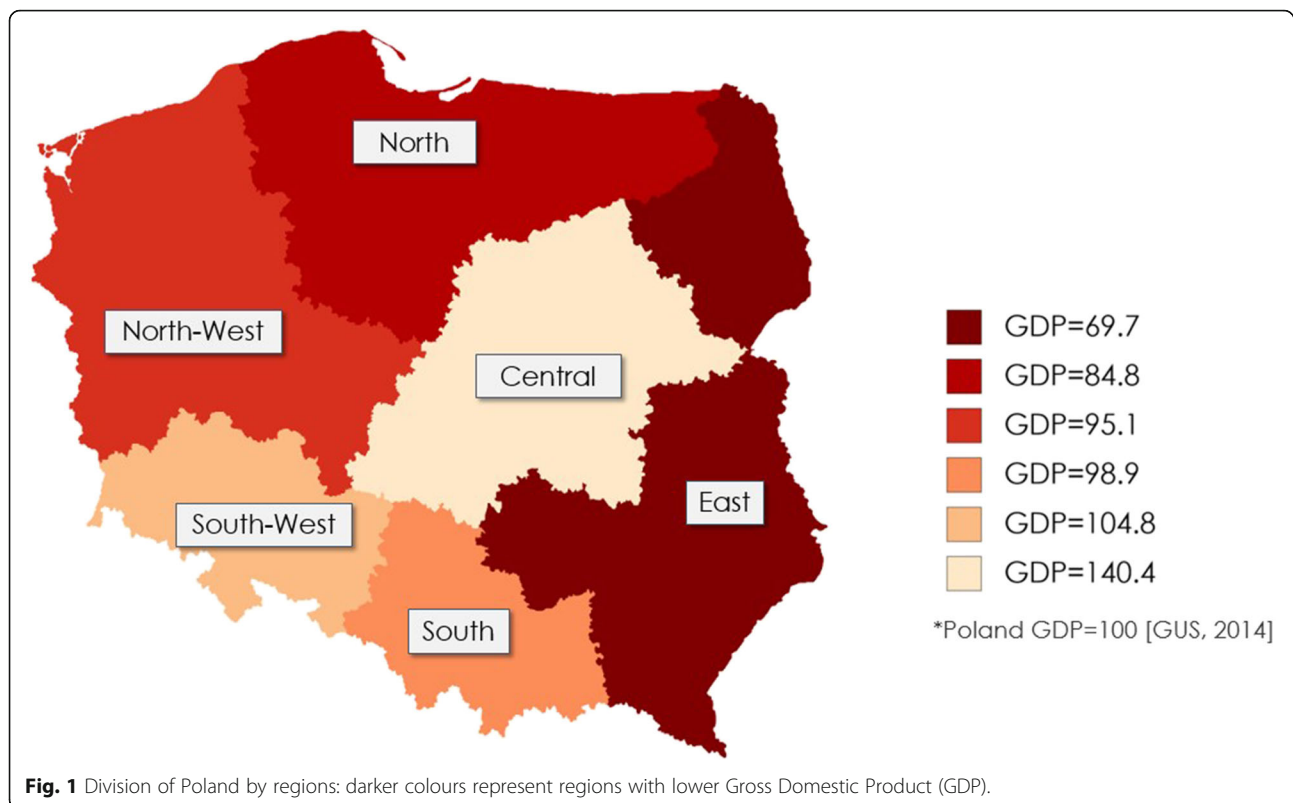 North
North-West
Central
East
South-West
South
GDP=69.7
GDP=84.8
GDP=95.1
GDP=98.9
GDP=104.8
GDP=140.4
*Poland GDP=100 [GUS, 2014]
Fig. 1 Division of Poland by regions: darker colours represent regions with lower Gross Domestic Product (GDP).